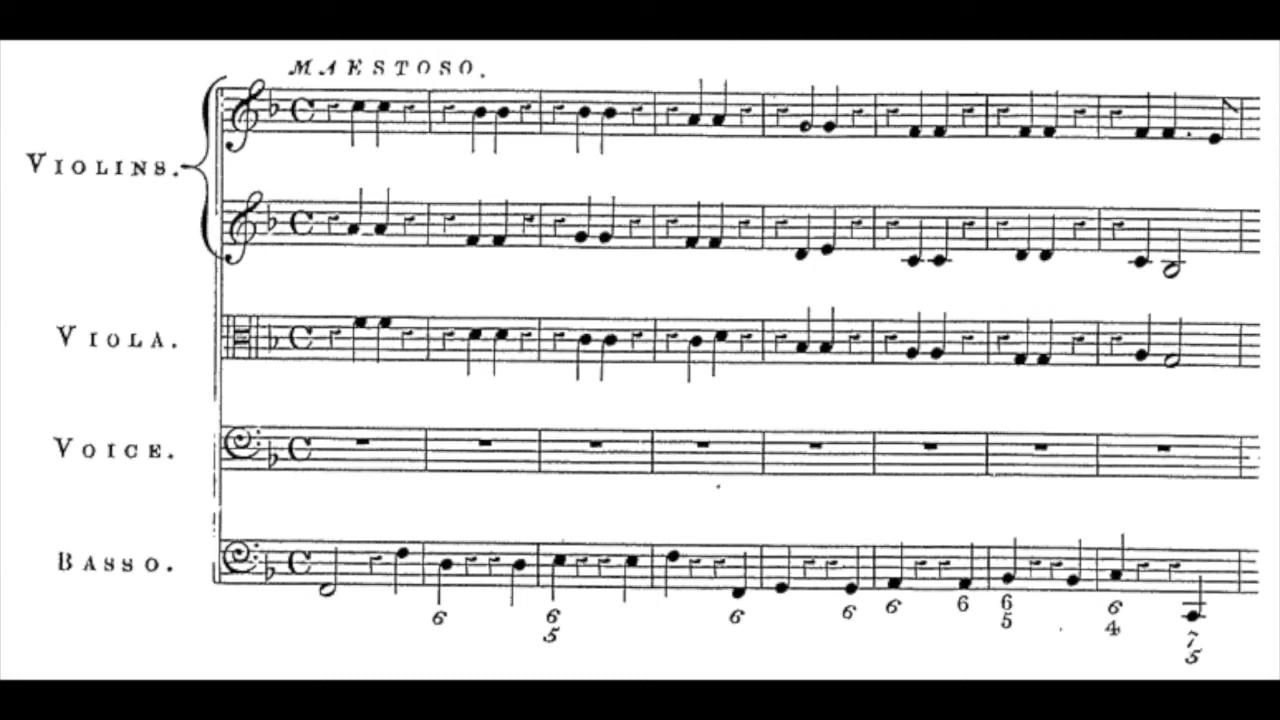 MAESTOSO.
VIOLINS.
VIOLA.
VOICE.
BASSO.
6 6 6 6 6 6 6 6
5 5 4 7
5